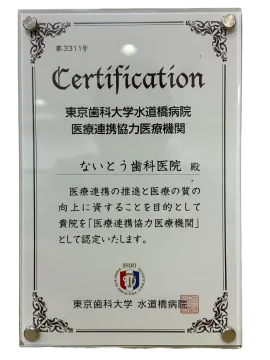 第3311号
Certification
東京歯科大学水道橋病院
医療連携協力医療機関
ないとう歯科医院 殿
医療連携の推進と医療の質の
向上に資することを目的として
貴院を「医療連携協力医療機関」
として認定いたします。
1890
東京歯科大学 水道橋病院